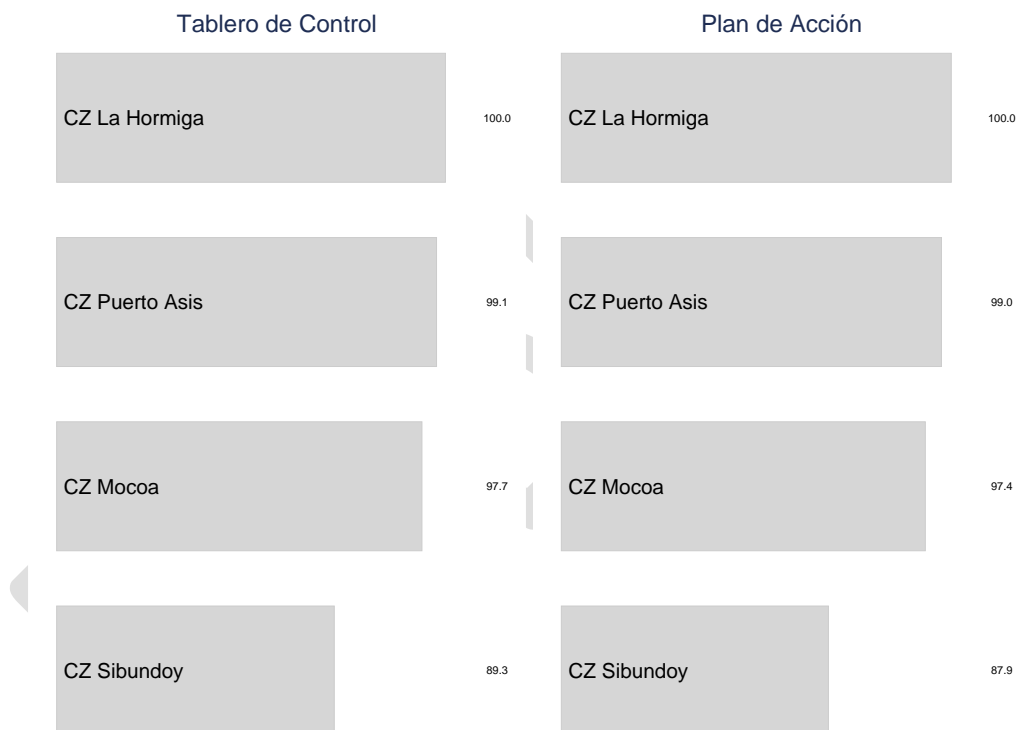 Tablero de Control
CZ La Hormiga 100.0
CZ Puerto Asis 99.1
CZ Mocoa 97.7
CZ Sibundoy 89.3
Plan de Acción
CZ La Hormiga 100.0
CZ Puerto Asis 99.0
CZ Mocoa 97.4
CZ Sibundoy 87.9